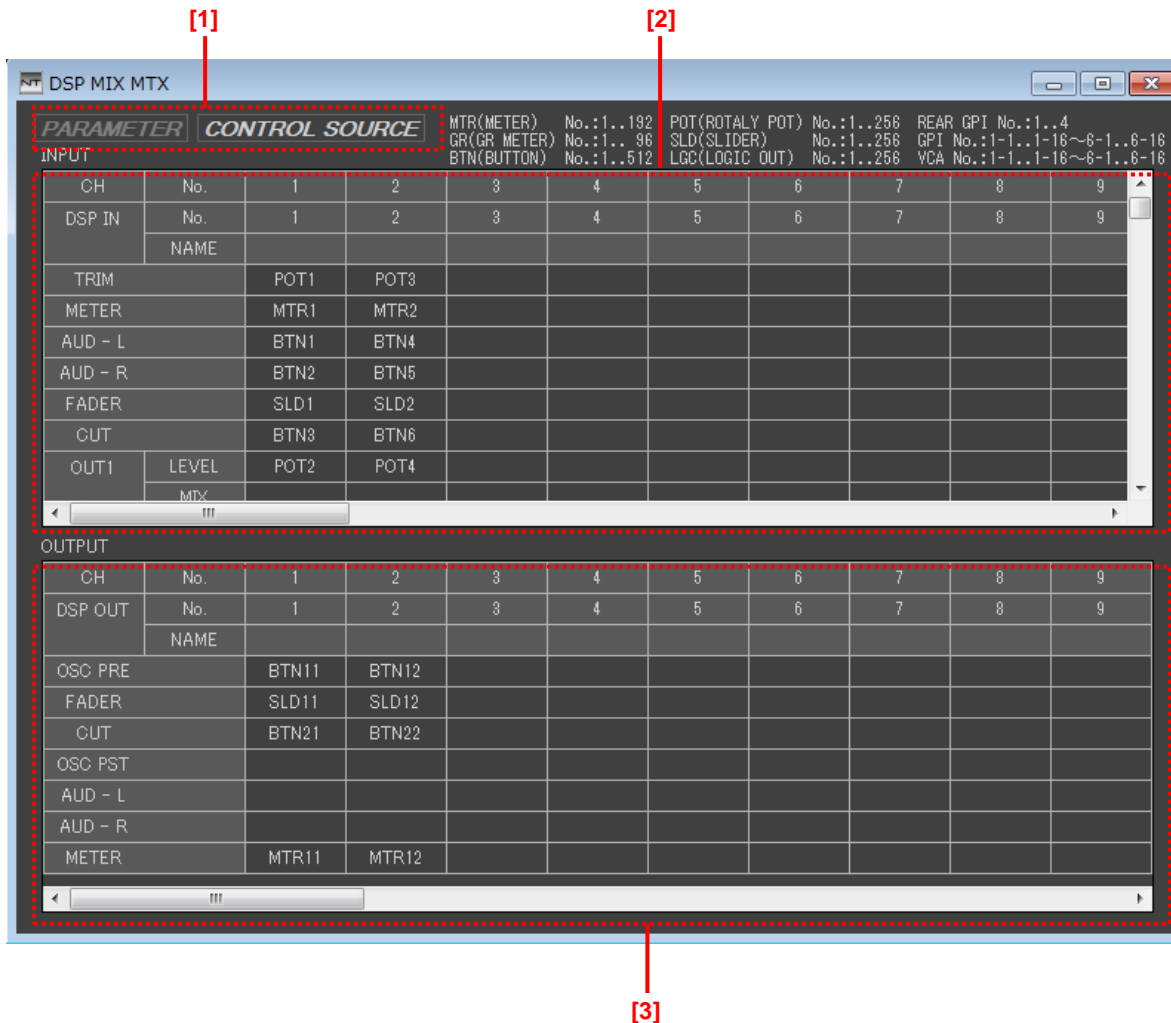 [1] [2]
DSP MIX MTX
PARAMETER CONTROL SOURCE
MTR(METER) No.:1..192 POT(ROTALY POT) No.:1..256 REAR GPI No.:1..4
GR(GR METER) No.:1.. 96 SLD(SLIDER) No.:1..256 GPI No.:1-1..1-16～6-1..6-16
BTN(BUTTON) No.:1..512 LGC(LOGIC OUT) No.:1..256 VCA No.:1-1..1-16～6-1..6-16
INPUT
CH No. 1 2 3 4 5 6 7 8 9
DSP IN No. 1 2 3 4 5 6 7 8 9
NAME
TRIM POT1 POT3
METER MTR1 MTR2
AUD - L BTN1 BTN4
AUD - R BTN2 BTN5
FADER SLD1 SLD2
CUT BTN3 BTN6
OUT1 LEVEL POT2 POT4
MIX
OUTPUT
CH No. 1 2 3 4 5 6 7 8 9
DSP OUT No. 1 2 3 4 5 6 7 8 9
NAME
OSC PRE BTN11 BTN12
FADER SLD11 SLD12
CUT BTN21 BTN22
OSC PST
AUD - L
AUD - R
METER MTR11 MTR12
[3]